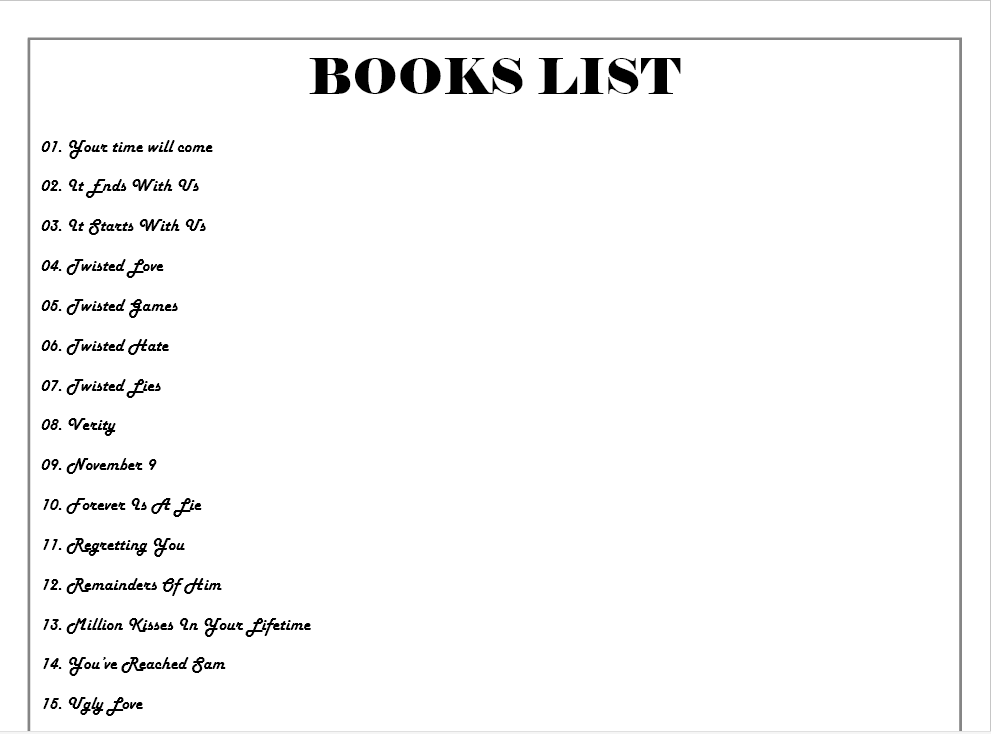 BOOKS LIST
01. Your time will come
02. It Ends With Us
03. It Starts With Us
04. Twisted Love
05. Twisted Games
06. Twisted Hate
07. Twisted Lies
08. Verity
09. November 9
10. Forever Is A Lie
11. Regretting You
12. Remainders Of Him
13. Million Kisses In Your Lifetime
14. You've Reached Sam
15. Ugly Love